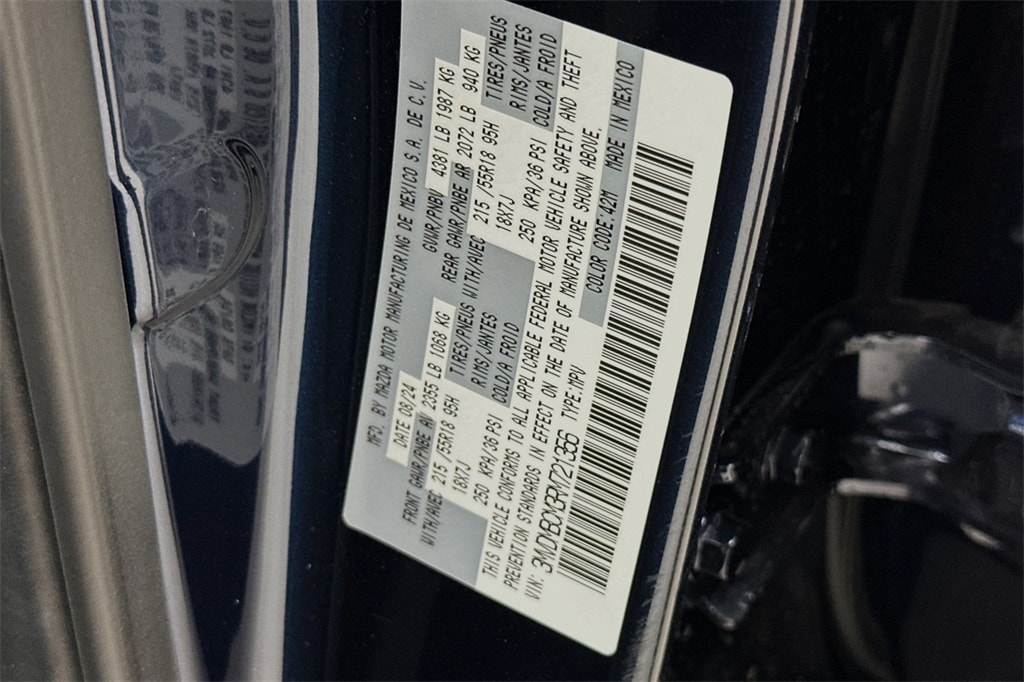 MFD. BY MAZDA MOTOR MANUFACTURING DE MEXICO S.A. DE C.V.
DATE 08/24
GVWR/PNBV 4381 LB 1987 KG
FRONT GAWR/PNBE AV 2355 LB 1068 KG
REAR GAWR/PNBE AR 2072 LB 940 KG
WITH/AVEC 215/55R18 95H TIRES/PNEUS
WITH/AVEC 215/55R18 95H TIRES/PNEUS
18X7J RIMS/JANTES
18X7J RIMS/JANTES
250 KPA/36 PSI COLD/A FROID
250 KPA/36 PSI COLD/A FROID
THIS VEHICLE CONFORMS TO ALL APPLICABLE FEDERAL MOTOR VEHICLE SAFETY AND THEFT
PREVENTION STANDARDS IN EFFECT ON THE DATE OF MANUFACTURE SHOWN ABOVE.
VIN: TYPE:MPV
COLOR CODE:42M MADE IN MEXICO